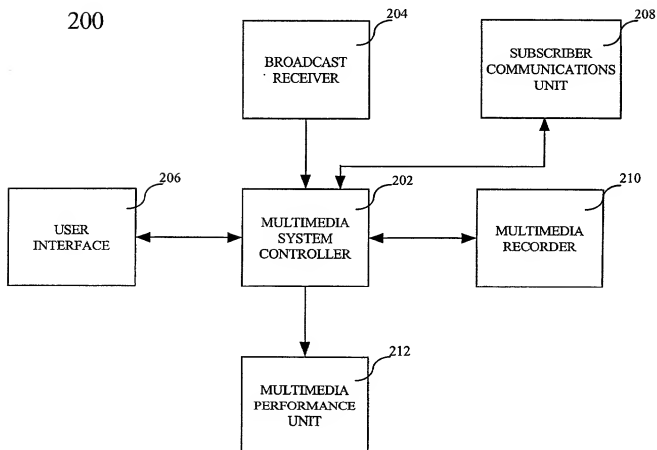 200
204
BROADCAST
RECEIVER
208
SUBSCRIBER
COMMUNICATIONS
UNIT
206
USER
INTERFACE
202
MULTIMEDIA
SYSTEM
CONTROLLER
210
MULTIMEDIA
RECORDER
212
MULTIMEDIA
PERFORMANCE
UNIT